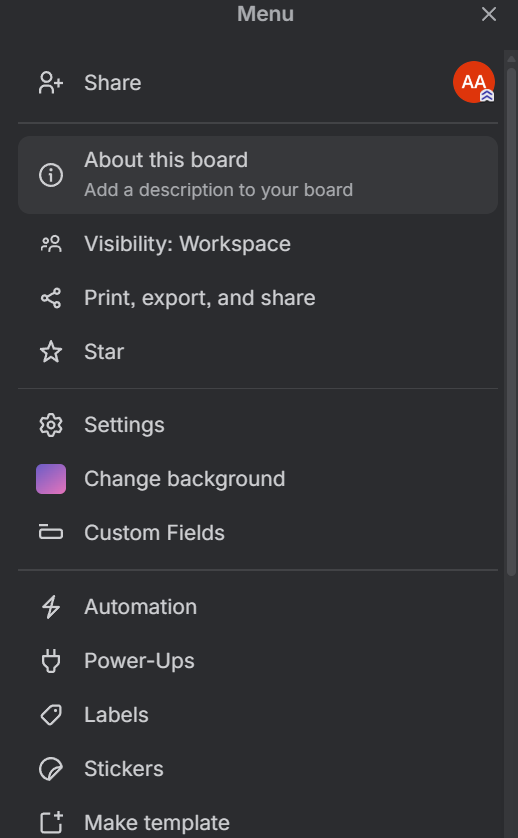 Menu
Share
AA
About this board
Add a description to your board
Visibility: Workspace
Print, export, and share
Star
Settings
Change background
Custom Fields
Automation
Power-Ups
Labels
Stickers
Make template